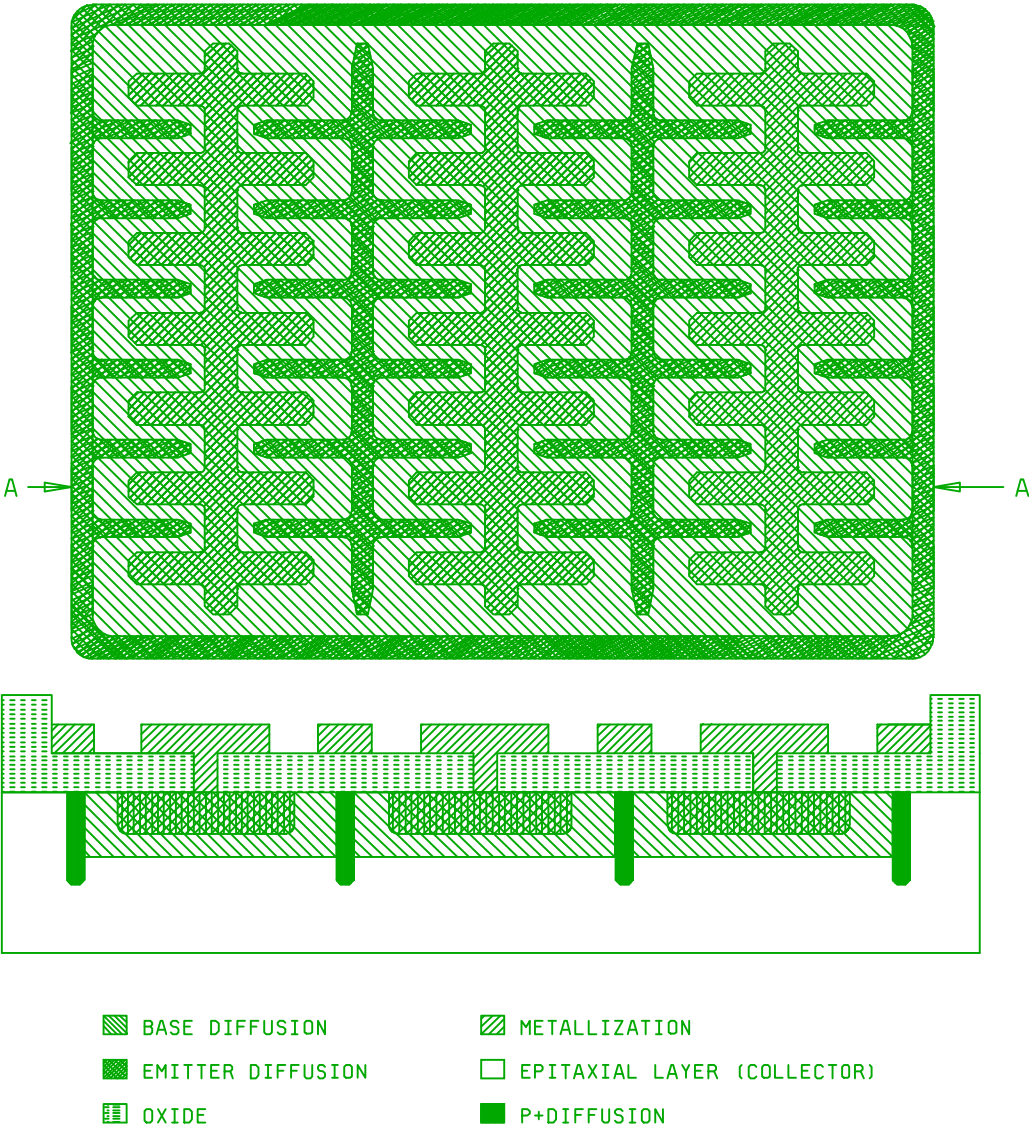 A A
BASE DIFFUSION
METALLIZATION
EMITTER DIFFUSION
EPITAXIAL LAYER (COLLECTOR)
OXIDE
P+DIFFUSION